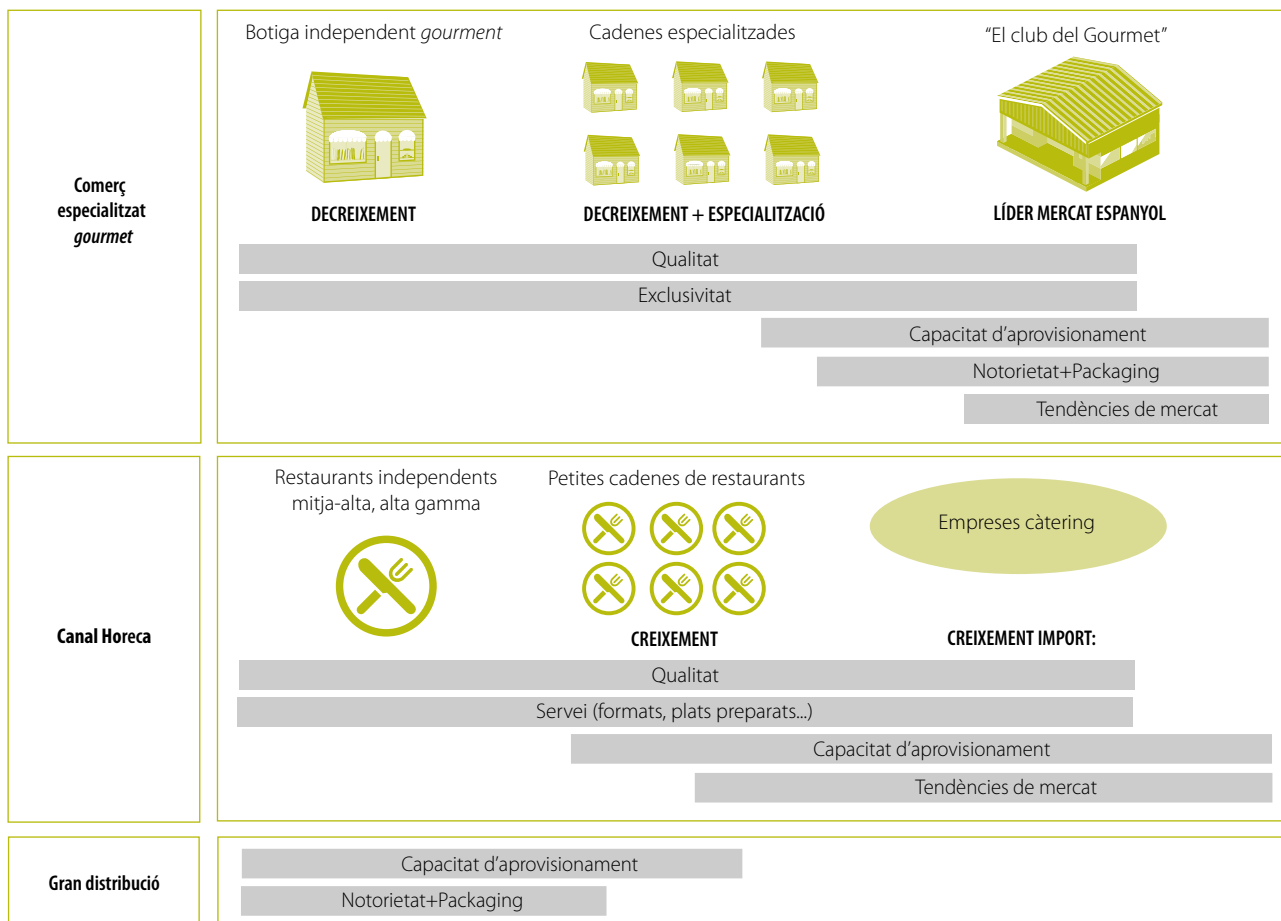 Comerç
especialitzat
gourmet
Botiga independent gourment
Cadenes especialitzades
“El club del Gourmet”
DECREIXEMENT
DECREIXEMENT + ESPECIALITZACIÓ
LÍDER MERCAT ESPANYOL
Qualitat
Exclusivitat
Capacitat d’aprovisionament
Notorietat+Packaging
Tendències de mercat
Canal Horeca
Restaurants independents
mitja-alta, alta gamma
Petites cadenes de restaurants
Empreses càtering
CREIXEMENT
CREIXEMENT IMPORT:
Qualitat
Servei (formats, plats preparats...)
Capacitat d’aprovisionament
Tendències de mercat
Gran distribució
Capacitat d’aprovisionament
Notorietat+Packaging